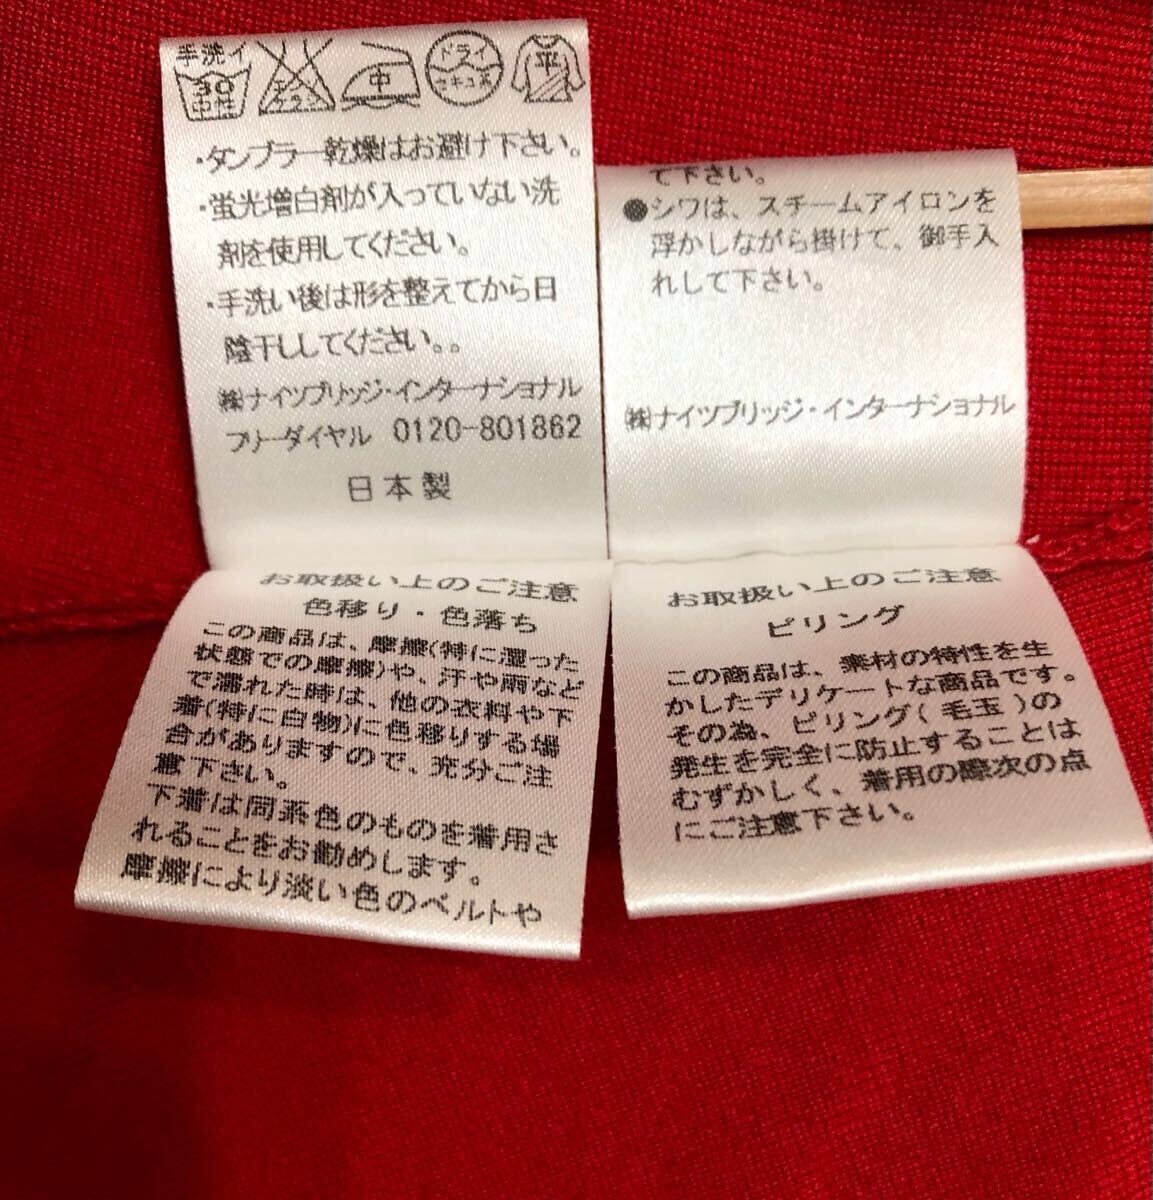 手洗イ
30
中性
エンソ
サラシ
中
ドライ
セキユ系
平
・タンブラー乾燥はお避け下さい。
・蛍光増白剤が入っていない洗
剤を使用してください。
・手洗い後は形を整えてから日
陰干ししてください。。
㈱ナイツブリッジ・インターナショナル
フリーダイヤル 0120-801862
日本製
て下さい。
●シワは、スチームアイロンを
浮かしながら掛けて、御手入
れして下さい。
㈱ナイツブリッジ・インターナショナル
お取扱い上のご注意
色移り・色落ち
この商品は、摩擦(特に湿った
状態での摩擦)や、汗や雨など
で濡れた時は、他の衣料や下
着(特に白物)に色移りする場
合がありますので、充分ご注
意下さい。
下着は同系色のものを着用さ
れることをお勧めします。
摩擦により淡い色のベルトや
お取扱い上のご注意
ピリング
この商品は、素材の特性を生
かしたデリケートな商品です。
その為、ピリング(毛玉)の
発生を完全に防止することは
むずかしく、着用の際次の点
にご注意下さい。